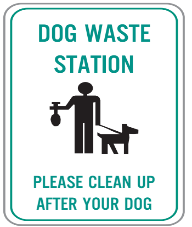 DOG WASTE
STATION
PLEASE CLEAN UP
AFTER YOUR DOG